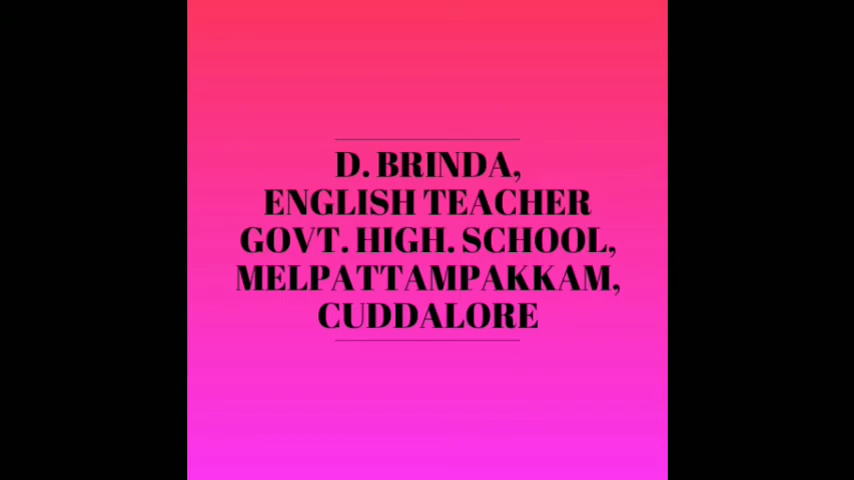 D. BRINDA,
ENGLISH TEACHER
GOVT. HIGH. SCHOOL,
MELPATTAMPAKKAM,
CUDDALORE